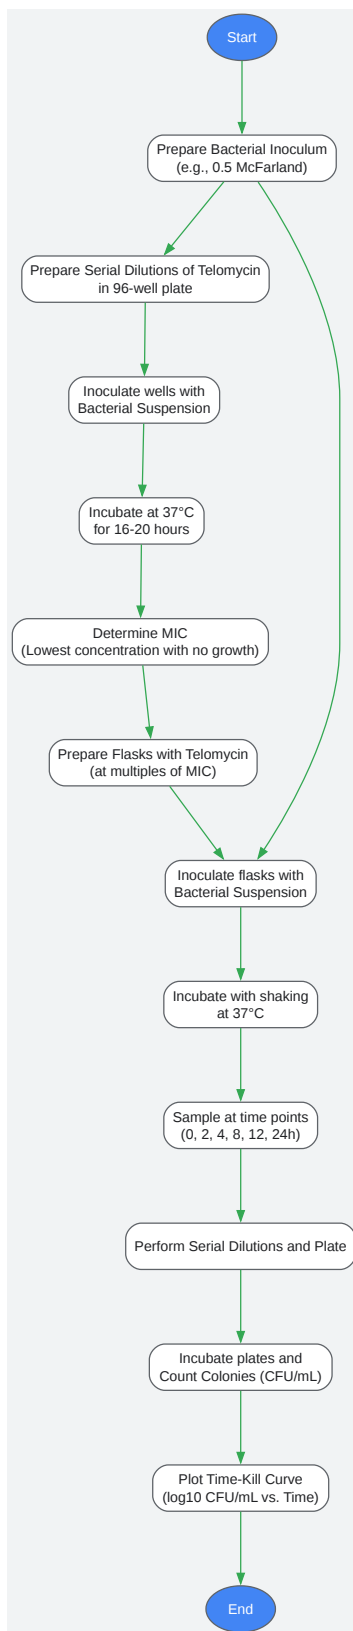 Start
Prepare Bacterial Inoculum
(e.g., 0.5 McFarland)
Prepare Serial Dilutions of Telomycin
in 96-well plate
Inoculate wells with
Bacterial Suspension
Incubate at 37°C
for 16-20 hours
Determine MIC
(Lowest concentration with no growth)
Prepare Flasks with Telomycin
(at multiples of MIC)
Inoculate flasks with
Bacterial Suspension
Incubate with shaking
at 37°C
Sample at time points
(0, 2, 4, 8, 12, 24h)
Perform Serial Dilutions and Plate
Incubate plates and
Count Colonies (CFU/mL)
Plot Time-Kill Curve
(log10 CFU/mL vs. Time)
End